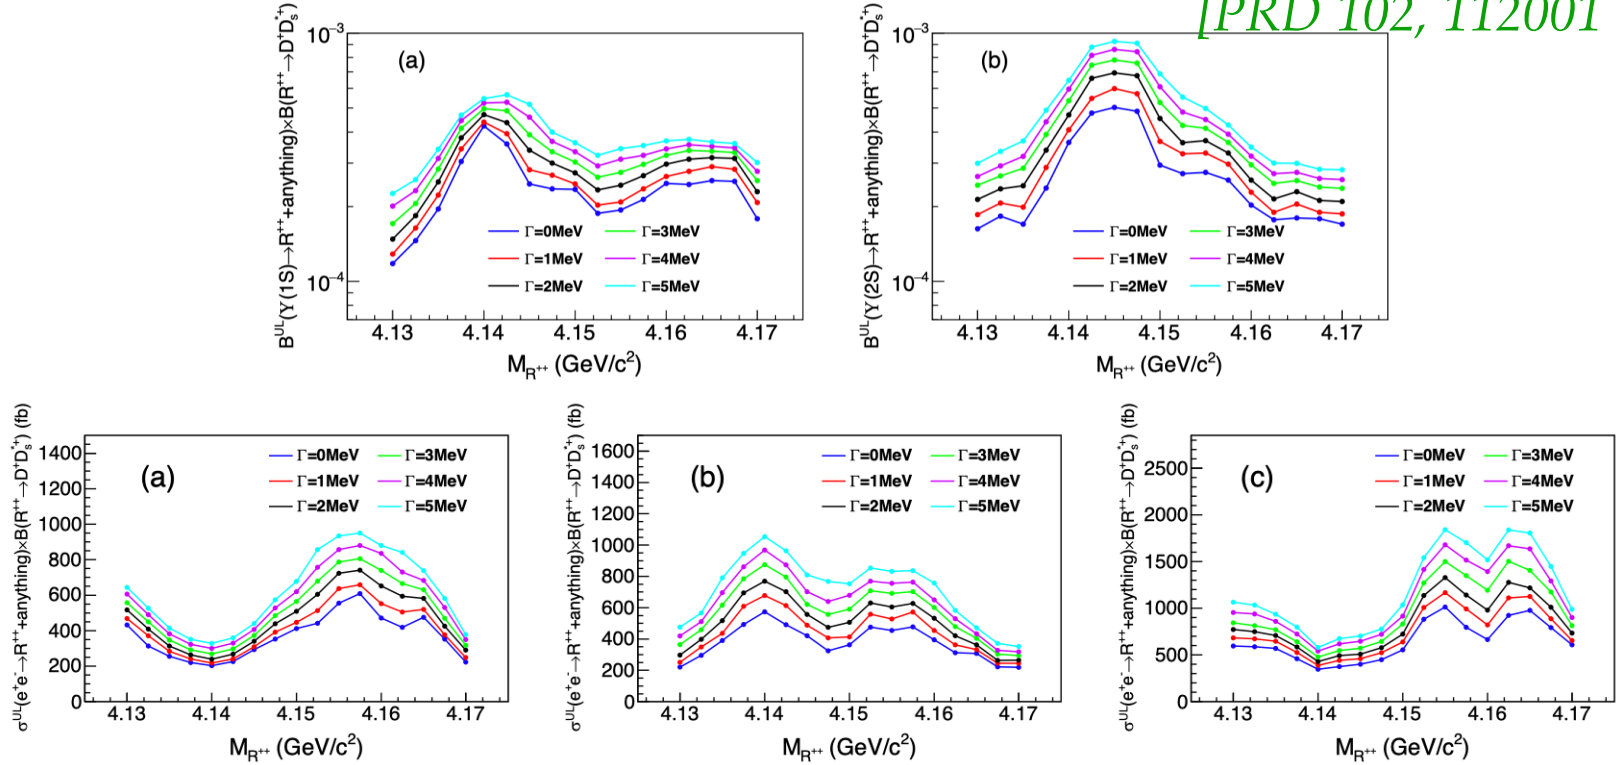 [PRD 102, 112001
B^UL(ϒ(1S)→R⁺⁺+anything)×B(R⁺⁺→D⁺D_s*⁺)
10⁻³
10⁻⁴
(a)
Γ=0MeV Γ=3MeV
Γ=1MeV Γ=4MeV
Γ=2MeV Γ=5MeV
4.13 4.14 4.15 4.16 4.17
M_R⁺⁺ (GeV/c²)
B^UL(ϒ(2S)→R⁺⁺+anything)×B(R⁺⁺→D⁺D_s*⁺)
10⁻³
10⁻⁴
(b)
Γ=0MeV Γ=3MeV
Γ=1MeV Γ=4MeV
Γ=2MeV Γ=5MeV
4.13 4.14 4.15 4.16 4.17
M_R⁺⁺ (GeV/c²)
σ^UL(e⁺e⁻→R⁺⁺+anything)×B(R⁺⁺→D⁺D_s*⁺) (fb)
1400
1200
1000
800
600
400
200
0
(a)
Γ=0MeV Γ=3MeV
Γ=1MeV Γ=4MeV
Γ=2MeV Γ=5MeV
4.13 4.14 4.15 4.16 4.17
M_R⁺⁺ (GeV/c²)
σ^UL(e⁺e⁻→R⁺⁺+anything)×B(R⁺⁺→D⁺D_s*⁺) (fb)
1600
1400
1200
1000
800
600
400
200
0
(b)
Γ=0MeV Γ=3MeV
Γ=1MeV Γ=4MeV
Γ=2MeV Γ=5MeV
4.13 4.14 4.15 4.16 4.17
M_R⁺⁺ (GeV/c²)
σ^UL(e⁺e⁻→R⁺⁺+anything)×B(R⁺⁺→D⁺D_s*⁺) (fb)
2500
2000
1500
1000
500
0
(c)
Γ=0MeV Γ=3MeV
Γ=1MeV Γ=4MeV
Γ=2MeV Γ=5MeV
4.13 4.14 4.15 4.16 4.17
M_R⁺⁺ (GeV/c²)